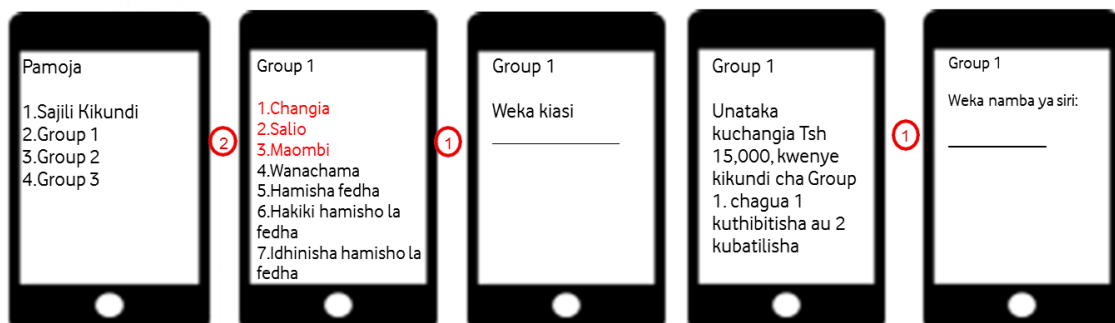 Pamoja
1.Sajili Kikundi
2.Group 1
3.Group 2
4.Group 3
2
Group 1
1.Changia
2.Salio
3.Maombi
4.Wanachama
5.Hamisha fedha
6.Hakiki hamisho la
fedha
7.Idhinisha hamisho la
fedha
1
Group 1
Weka kiasi
Group 1
Unataka
kuchangia Tsh
15,000, kwenye
kikundi cha Group
1. chagua 1
kuthibitisha au 2
kubatilisha
1
Group 1
Weka namba ya siri: